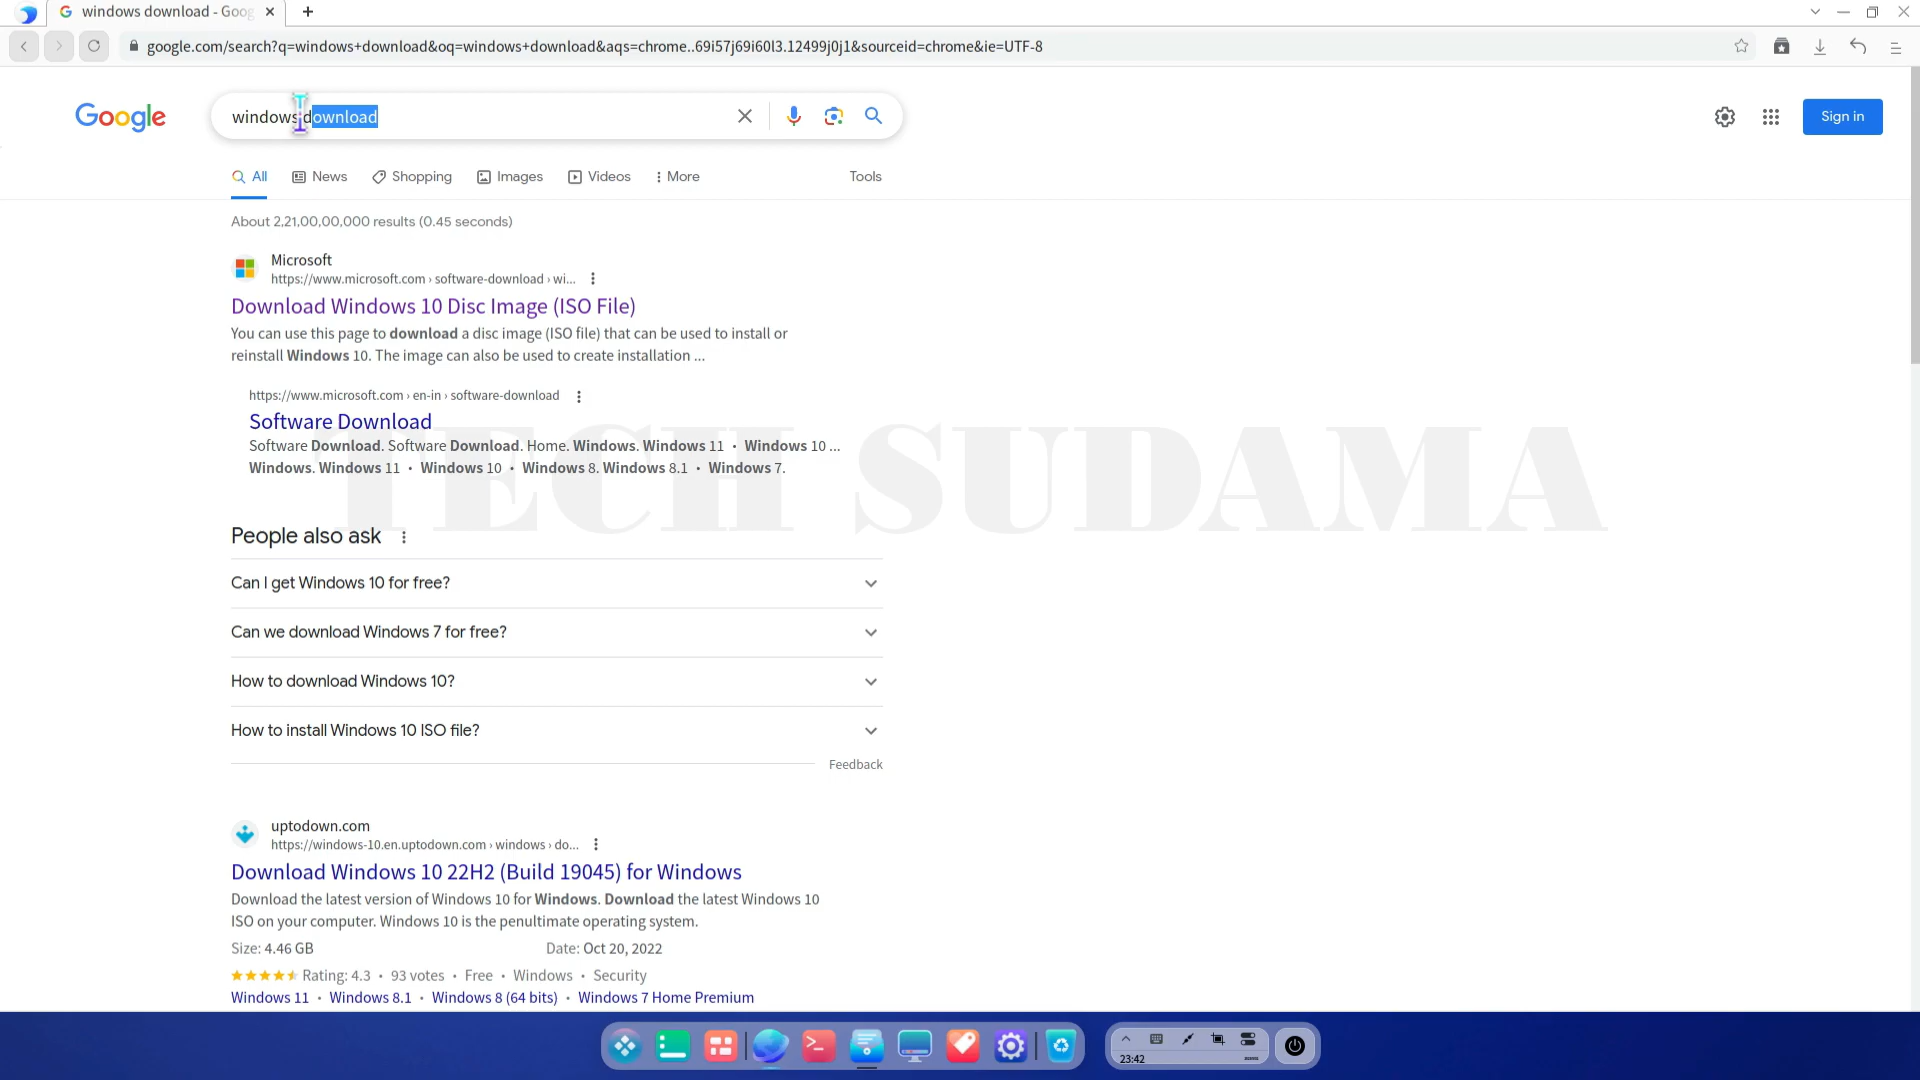 windows download - Goog
google.com/search?q=windows+download&oq=windows+download&aqs=chrome..69i57j69i60l3.12499j0j1&sourceid=chrome&ie=UTF-8
Google
windows download
Sign in
All
News
Shopping
Images
Videos
More
Tools
About 2,21,00,00,000 results (0.45 seconds)
Microsoft
https://www.microsoft.com › software-download › wi...
Download Windows 10 Disc Image (ISO File)
You can use this page to download a disc image (ISO file) that can be used to install or
reinstall Windows 10. The image can also be used to create installation ...
https://www.microsoft.com › en-in › software-download
Software Download
Software Download. Software Download. Home. Windows. Windows 11 · Windows 10 ...
Windows. Windows 11 · Windows 10 · Windows 8. Windows 8.1 · Windows 7.
TECH SUDAMA
People also ask
Can I get Windows 10 for free?
Can we download Windows 7 for free?
How to download Windows 10?
How to install Windows 10 ISO file?
Feedback
uptodown.com
https://windows-10.en.uptodown.com › windows › do...
Download Windows 10 22H2 (Build 19045) for Windows
Download the latest version of Windows 10 for Windows. Download the latest Windows 10
ISO on your computer. Windows 10 is the penultimate operating system.
Size: 4.46 GB
Date: Oct 20, 2022
Rating: 4.3 · 93 votes · Free · Windows · Security
Windows 11 · Windows 8.1 · Windows 8 (64 bits) · Windows 7 Home Premium
23:42